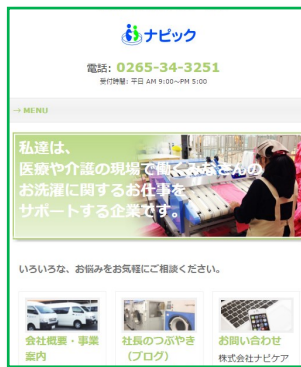 ナピック
電話: 0265-34-3251
受付時間: 平日 AM 9:00～PM 5:00
→ MENU
私達は、
医療や介護の現場で働くみなさんの
お洗濯に関するお仕事を
サポートする企業です。
いろいろな、お悩みをお気軽にご相談ください。
会社概要・事業
案内
社長のつぶやき
（ブログ）
お問い合わせ
株式会社ナピケア